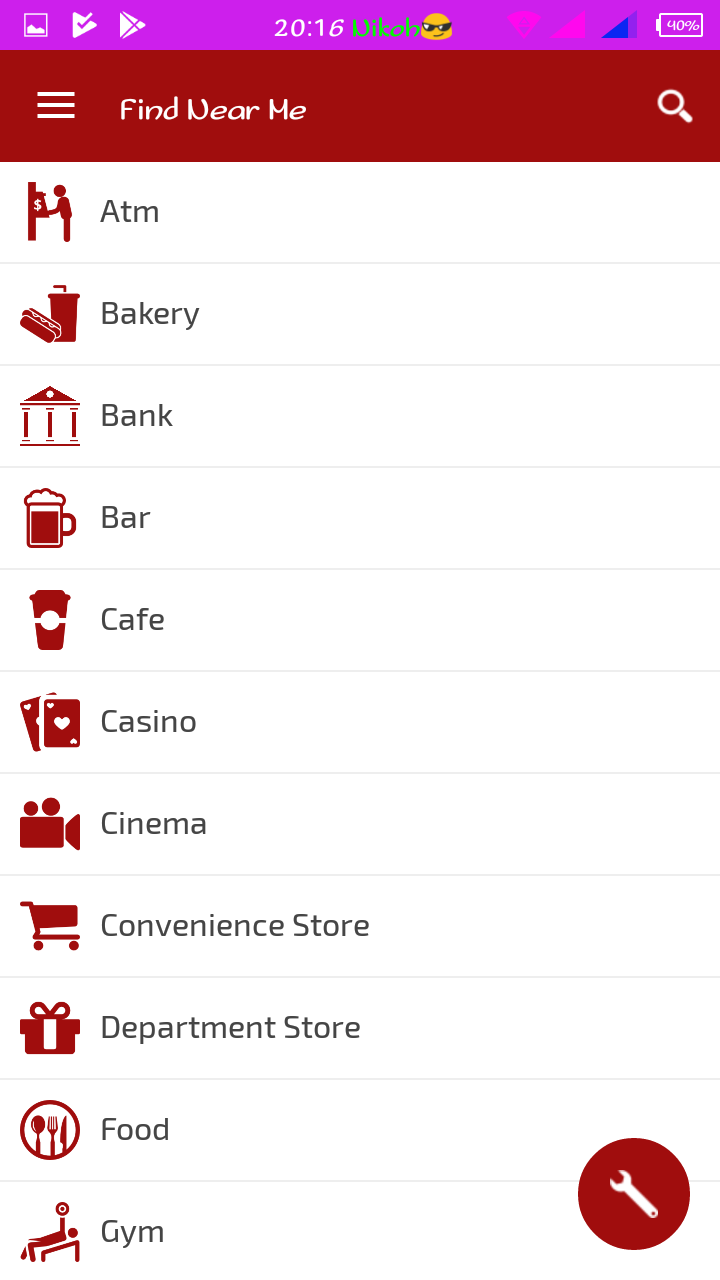 20:16 Nikoh😎 40%
Find Near Me
$ Atm
Bakery
Bank
Bar
Cafe
Casino
Cinema
Convenience Store
Department Store
Food
Gym